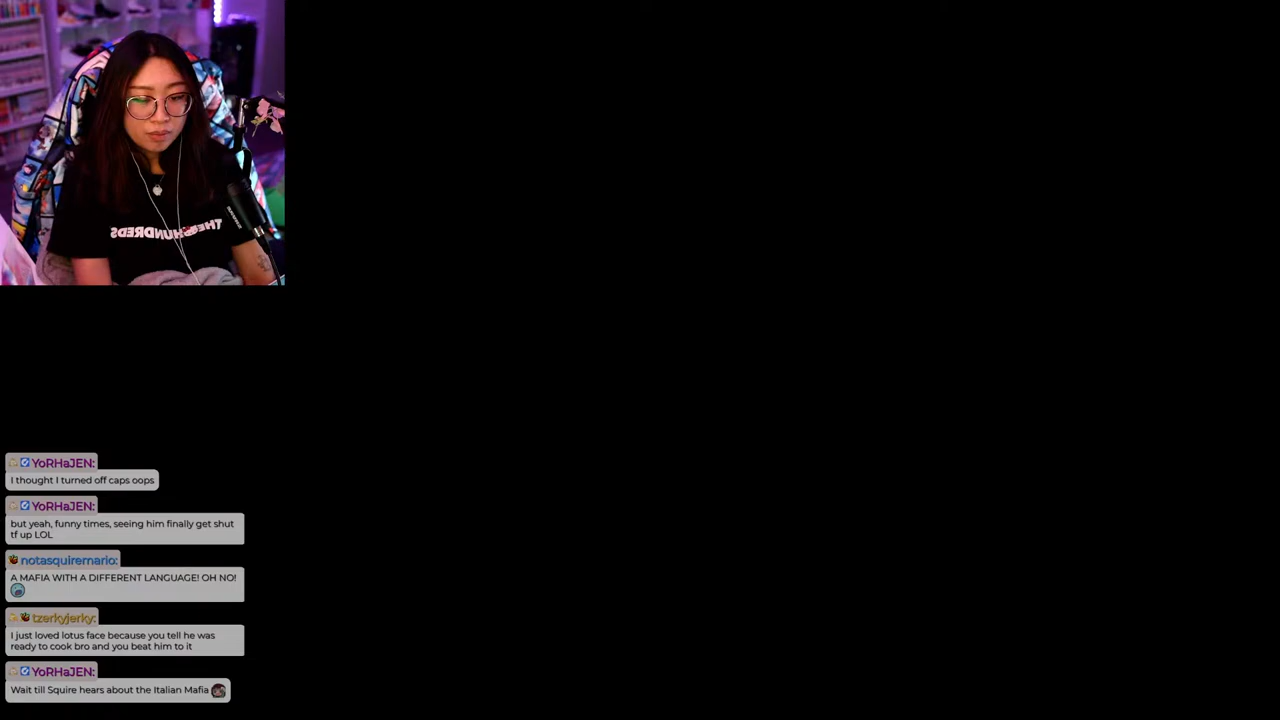 THE HUNDREDS
YoRHaJEN:
I thought I turned off caps oops
YoRHaJEN:
but yeah, funny times, seeing him finally get shut
tf up LOL
notasquiremario:
A MAFIA WITH A DIFFERENT LANGUAGE! OH NO!
tzerkyjerky:
I just loved lotus face because you tell he was
ready to cook bro and you beat him to it
YoRHaJEN:
Wait till Squire hears about the Italian Mafia